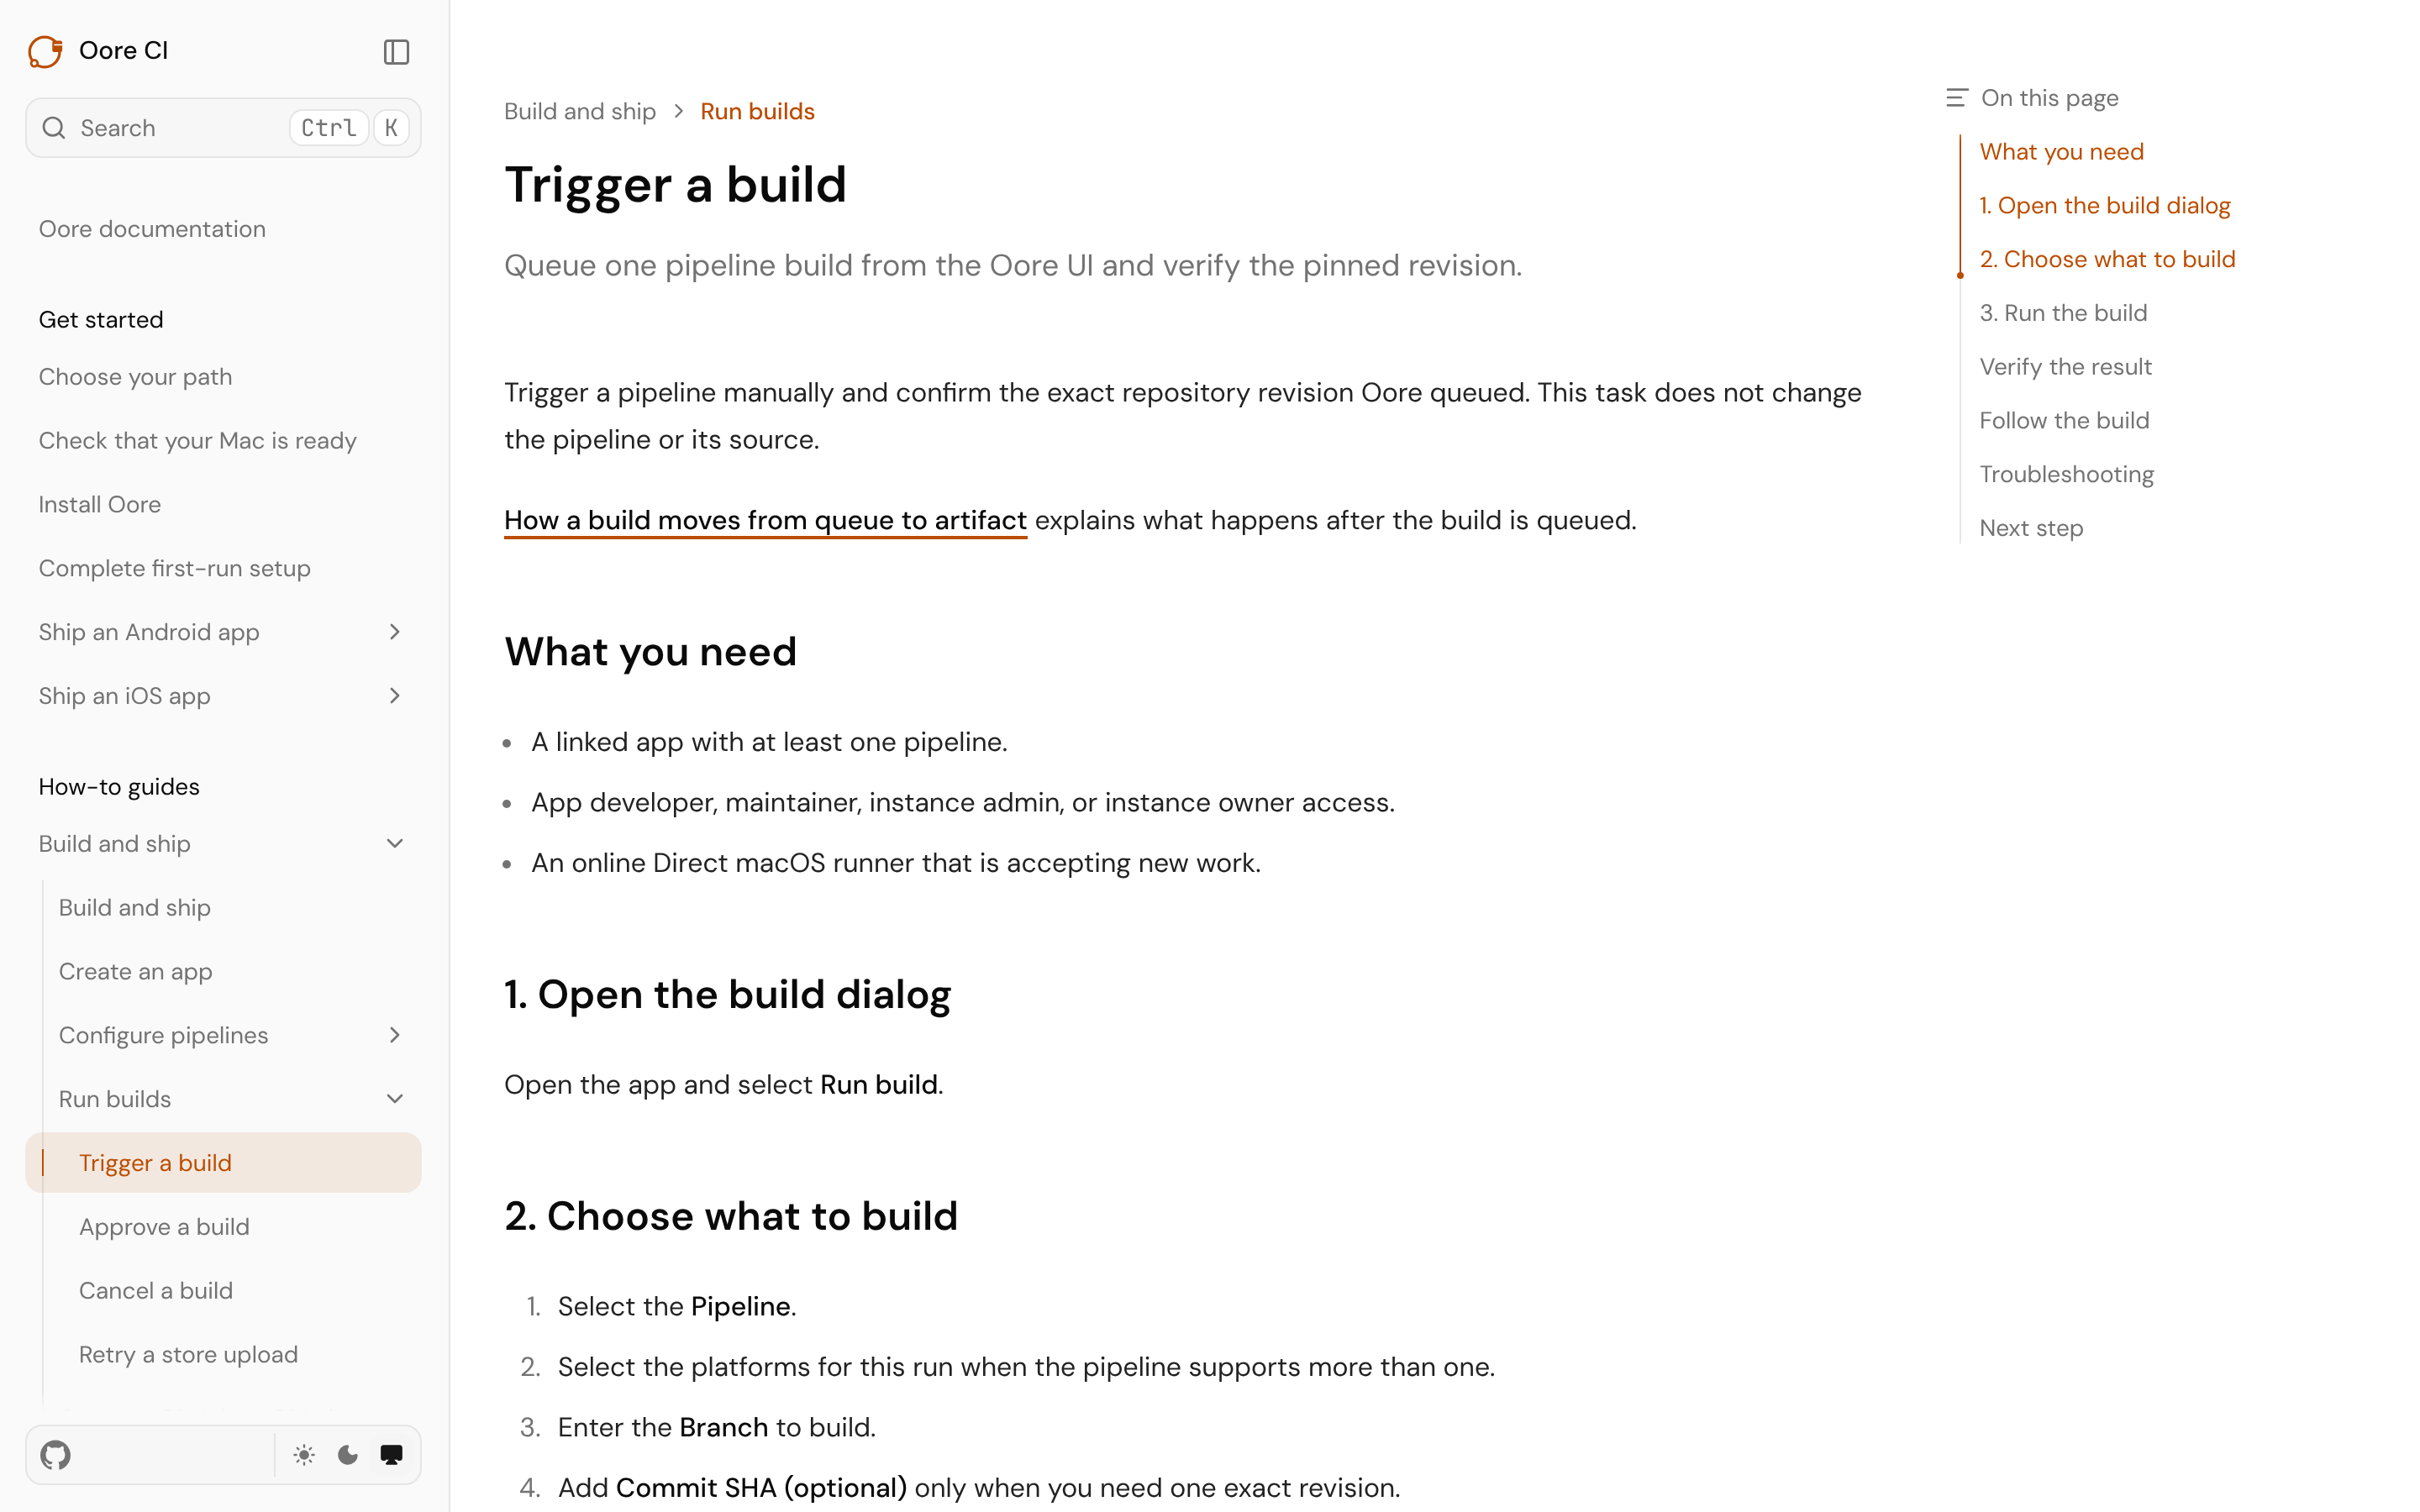 Oore CI
Search
Ctrl K
Oore documentation
Get started
Choose your path
Check that your Mac is ready
Install Oore
Complete first-run setup
Ship an Android app
Ship an iOS app
How-to guides
Build and ship
Build and ship
Create an app
Configure pipelines
Run builds
Trigger a build
Approve a build
Cancel a build
Retry a store upload
Build and ship > Run builds
Trigger a build
Queue one pipeline build from the Oore UI and verify the pinned revision.
Trigger a pipeline manually and confirm the exact repository revision Oore queued. This task does not change
the pipeline or its source.
How a build moves from queue to artifact explains what happens after the build is queued.
What you need
• A linked app with at least one pipeline.
• App developer, maintainer, instance admin, or instance owner access.
• An online Direct macOS runner that is accepting new work.
1. Open the build dialog
Open the app and select Run build.
2. Choose what to build
1. Select the Pipeline.
2. Select the platforms for this run when the pipeline supports more than one.
3. Enter the Branch to build.
4. Add Commit SHA (optional) only when you need one exact revision.
On this page
What you need
1. Open the build dialog
2. Choose what to build
3. Run the build
Verify the result
Follow the build
Troubleshooting
Next step